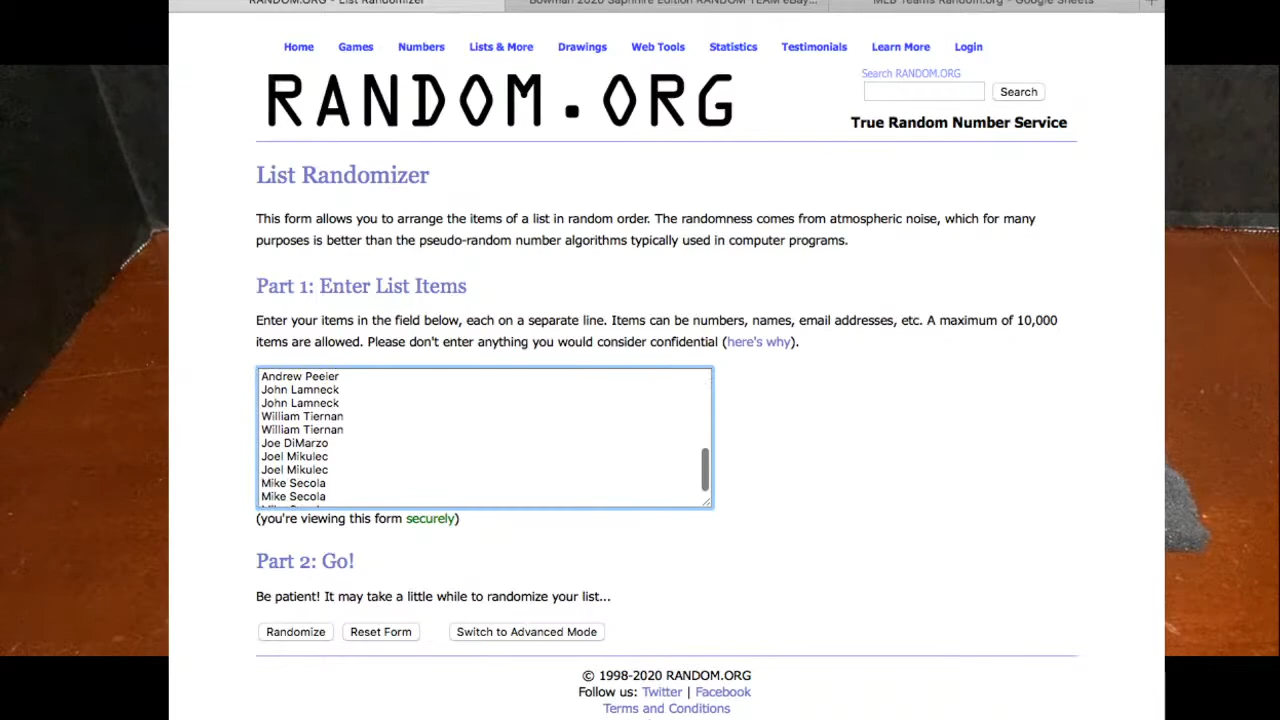 RANDOM.ORG - List Randomizer
Bowman 2020 Sapphire Edition RANDOM TEAM eBay...
MLB Teams Random.org - Google Sheets
Home Games Numbers Lists & More Drawings Web Tools Statistics Testimonials Learn More Login
Search RANDOM.ORG
RANDOM.ORG
Search
True Random Number Service
List Randomizer
This form allows you to arrange the items of a list in random order. The randomness comes from atmospheric noise, which for many
purposes is better than the pseudo-random number algorithms typically used in computer programs.
Part 1: Enter List Items
Enter your items in the field below, each on a separate line. Items can be numbers, names, email addresses, etc. A maximum of 10,000
items are allowed. Please don't enter anything you would consider confidential (here's why).
Andrew Peeier
John Lamneck
John Lamneck
William Tiernan
William Tiernan
Joe DiMarzo
Joel Mikulec
Joel Mikulec
Mike Secola
Mike Secola
(you're viewing this form securely)
Part 2: Go!
Be patient! It may take a little while to randomize your list...
Randomize Reset Form Switch to Advanced Mode
© 1998-2020 RANDOM.ORG
Follow us: Twitter | Facebook
Terms and Conditions